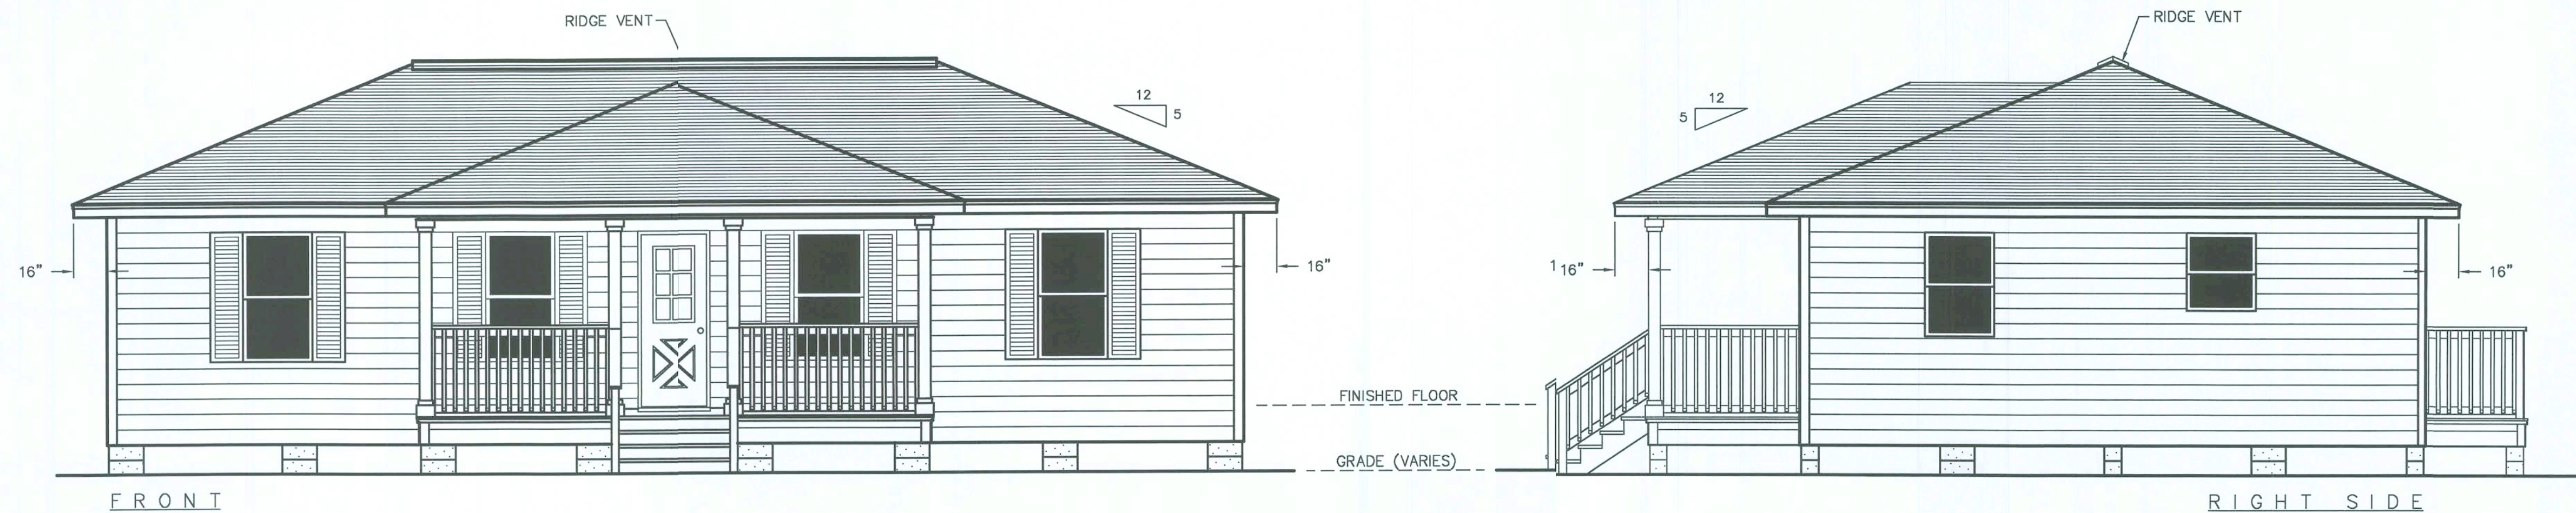 RIDGE VENT
12
5
16"
16"
FRONT
RIDGE VENT
12
5
1 16"
16"
FINISHED FLOOR
GRADE (VARIES)
RIGHT SIDE